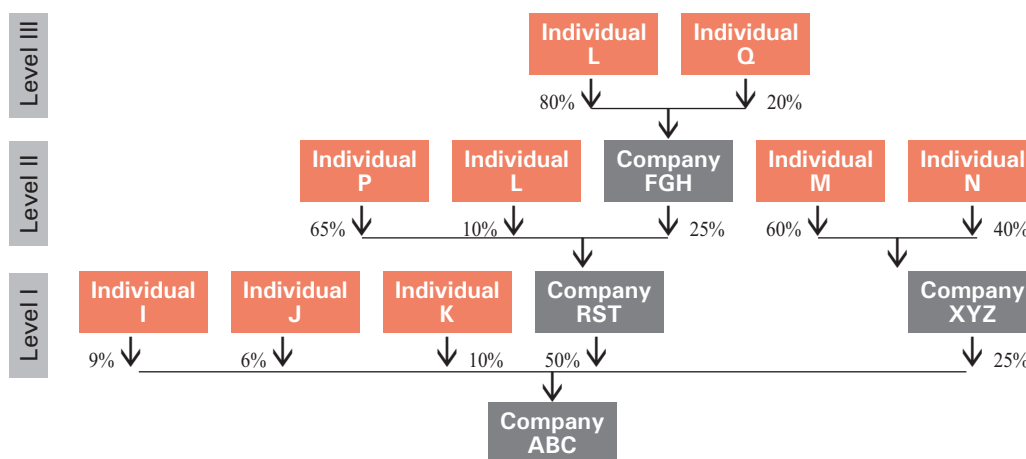 Level III
Individual
L
Individual
Q
80%
20%
Level II
Individual
P
Individual
L
Company
FGH
Individual
M
Individual
N
65%
10%
25%
60%
40%
Level I
Individual
I
Individual
J
Individual
K
Company
RST
Company
XYZ
9%
6%
10%
50%
25%
Company
ABC